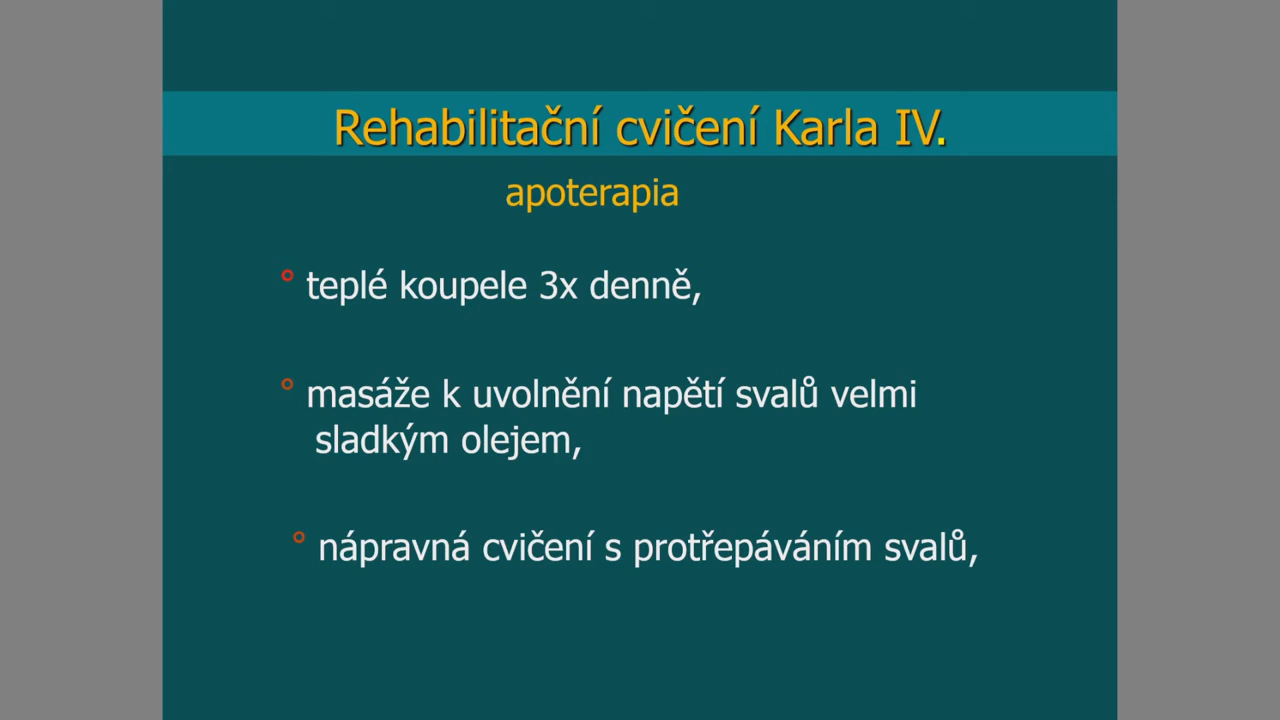 Rehabilitační cvičení Karla IV.
apoterapia
° teplé koupele 3x denně,
° masáže k uvolnění napětí svalů velmi
sladkým olejem,
° nápravná cvičení s protřepáváním svalů,